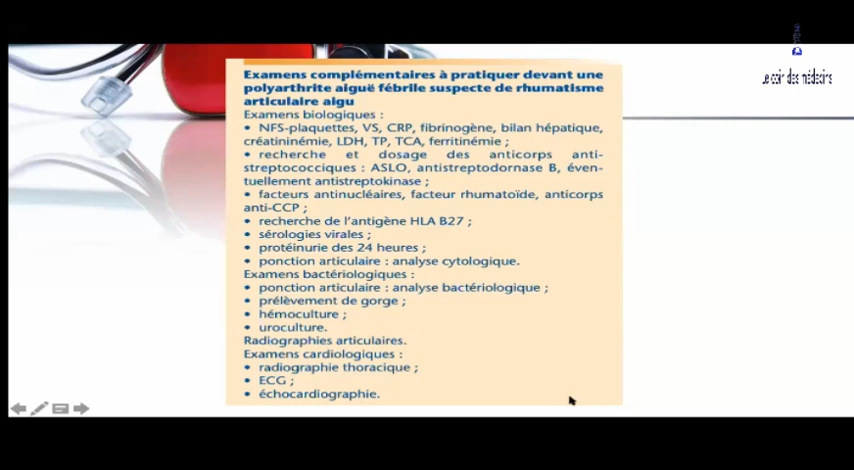 Le coin des médecins
Examens complémentaires à pratiquer devant une
polyarthrite aiguë fébrile suspecte de rhumatisme
articulaire aigu
Examens biologiques :
• NFS-plaquettes, VS, CRP, fibrinogène, bilan hépatique,
créatininémie, LDH, TP, TCA, ferritinémie ;
• recherche et dosage des anticorps anti-
streptococciques : ASLO, antistreptodornase B, éven-
tuellement antistreptokinase ;
• facteurs antinucléaires, facteur rhumatoïde, anticorps
anti-CCP ;
• recherche de l'antigène HLA B27 ;
• sérologies virales ;
• protéinurie des 24 heures ;
• ponction articulaire : analyse cytologique.
Examens bactériologiques :
• ponction articulaire : analyse bactériologique ;
• prélèvement de gorge ;
• hémoculture ;
• uroculture.
Radiographies articulaires.
Examens cardiologiques :
• radiographie thoracique ;
• ECG ;
• échocardiographie.